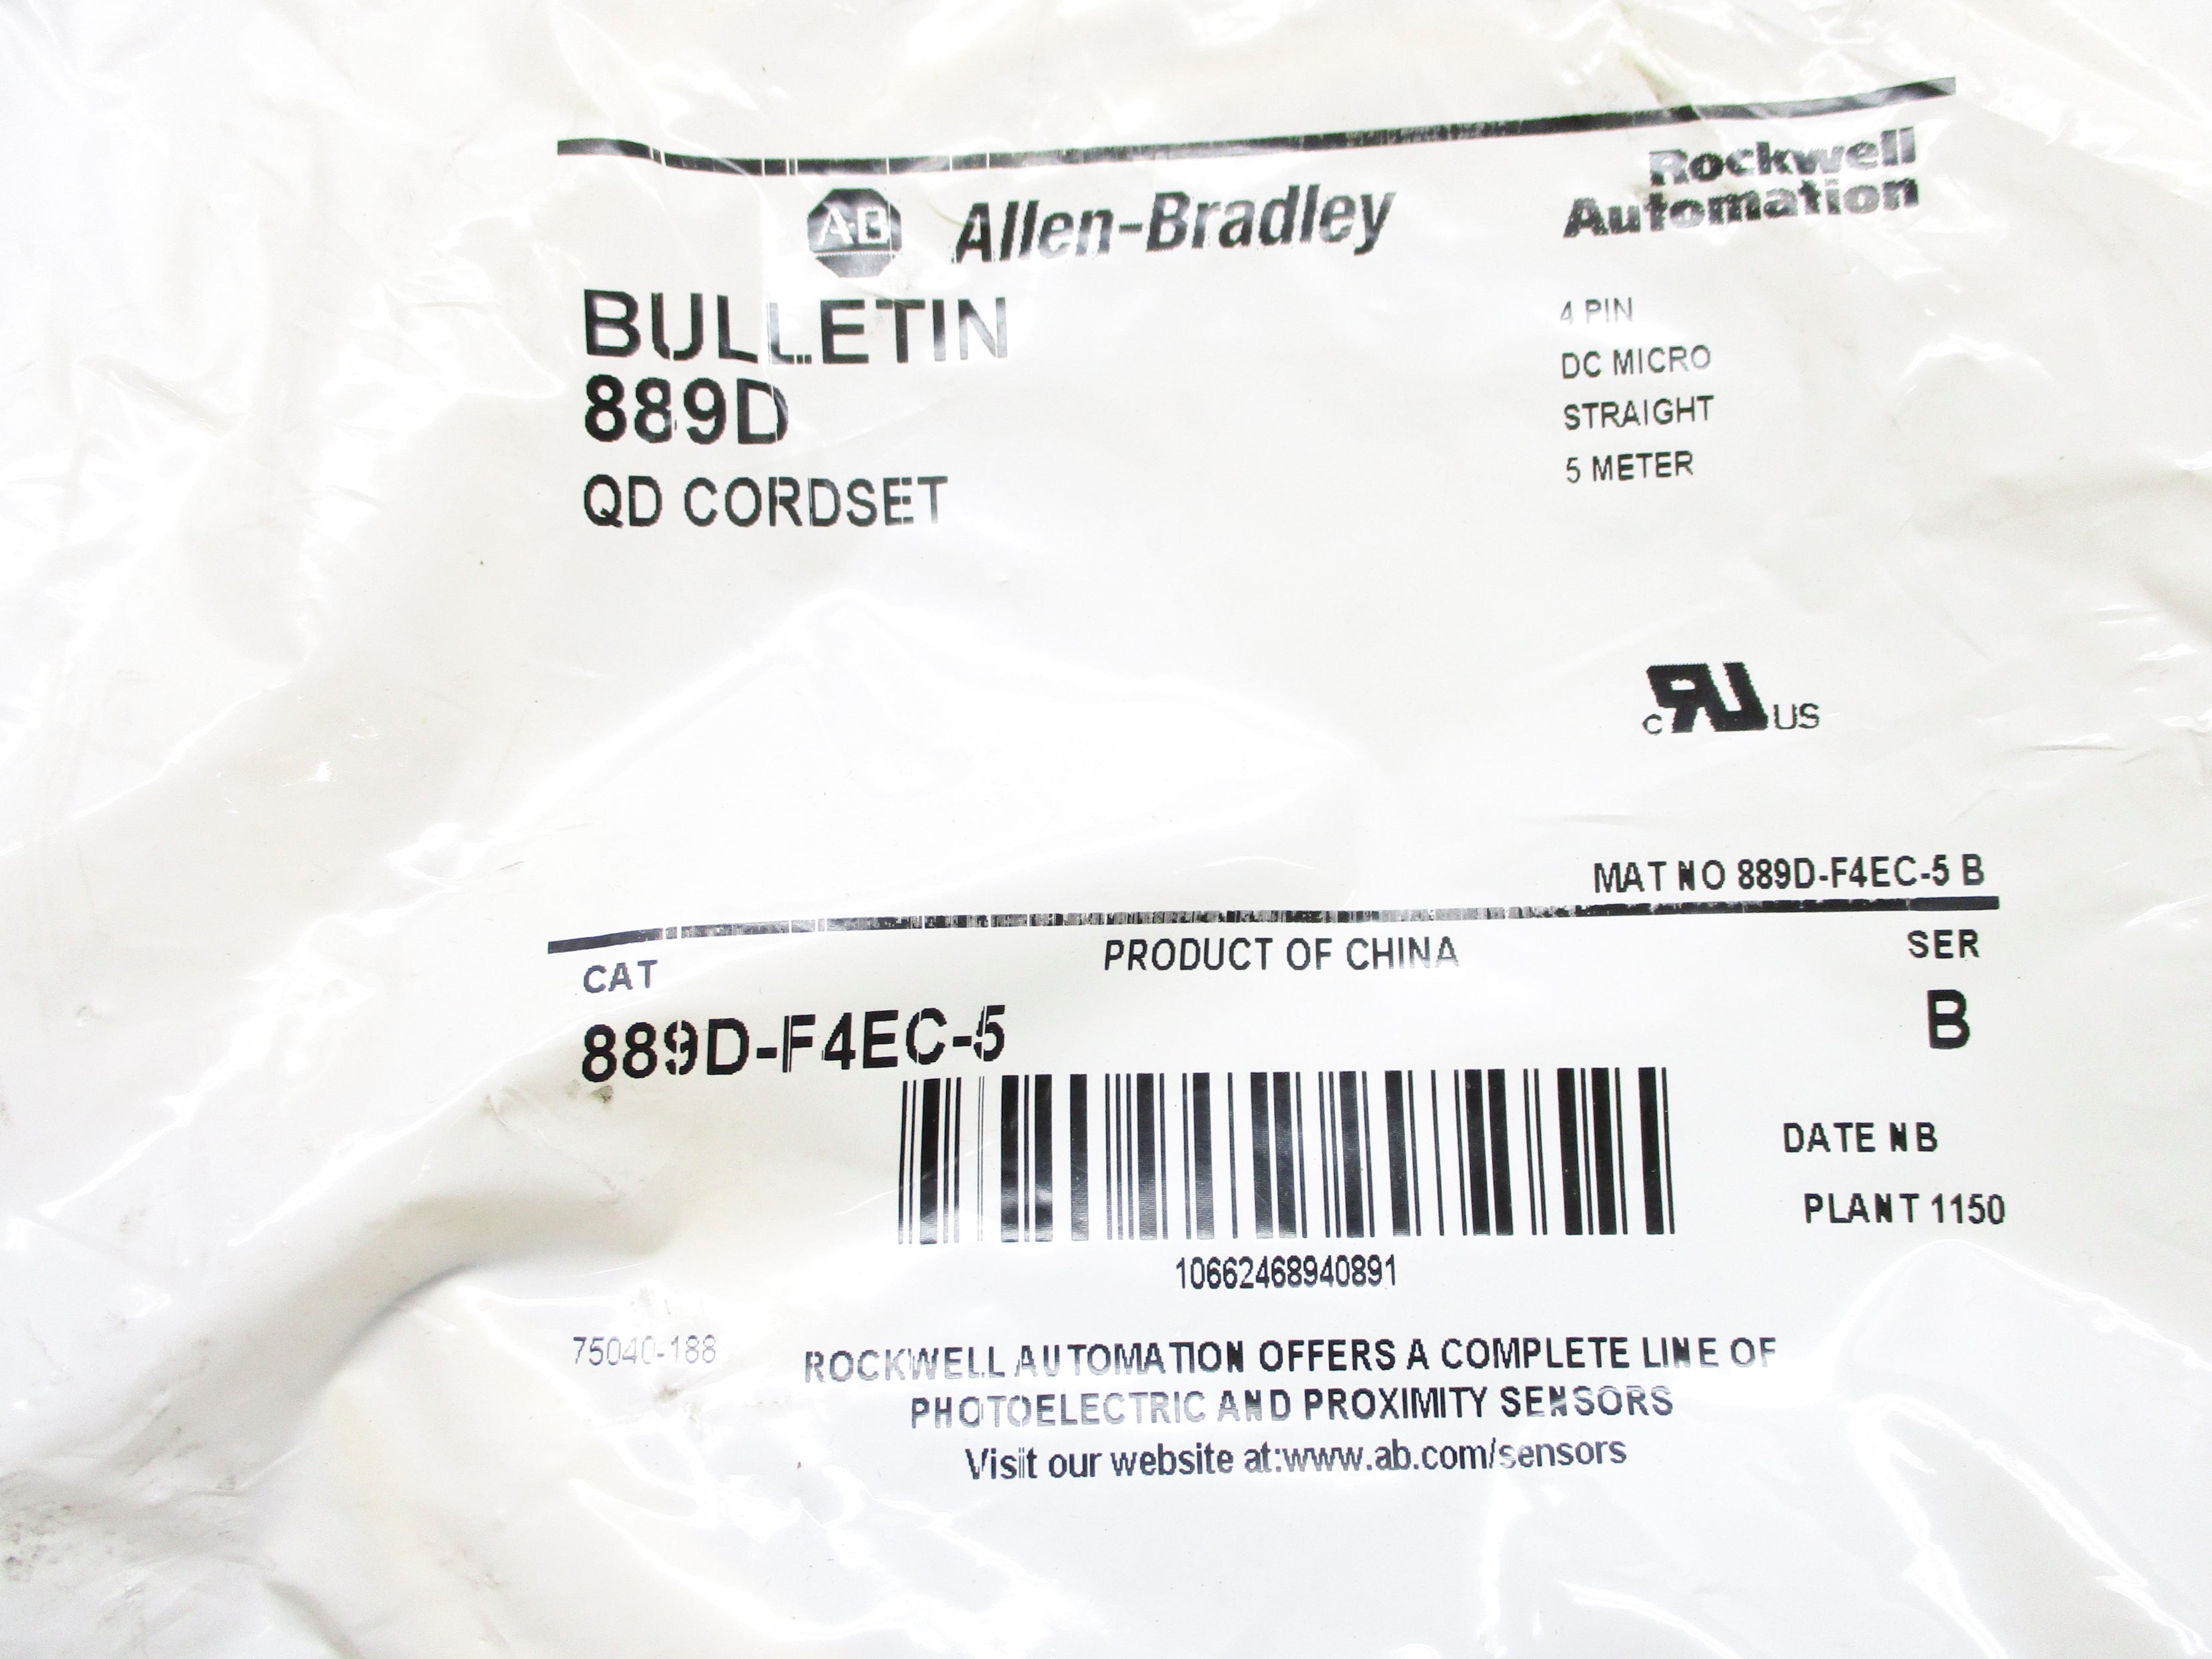 A·B Allen-Bradley
Rockwell
Automation
BULLETIN
889D
QD CORDSET
4 PIN
DC MICRO
STRAIGHT
5 METER
c RU US
MAT NO 889D-F4EC-5 B
CAT
PRODUCT OF CHINA
SER
889D-F4EC-5
B
DATE NB
PLANT 1150
10662468940891
75040-188
ROCKWELL AUTOMATION OFFERS A COMPLETE LINE OF
PHOTOELECTRIC AND PROXIMITY SENSORS
Visit our website at:www.ab.com/sensors